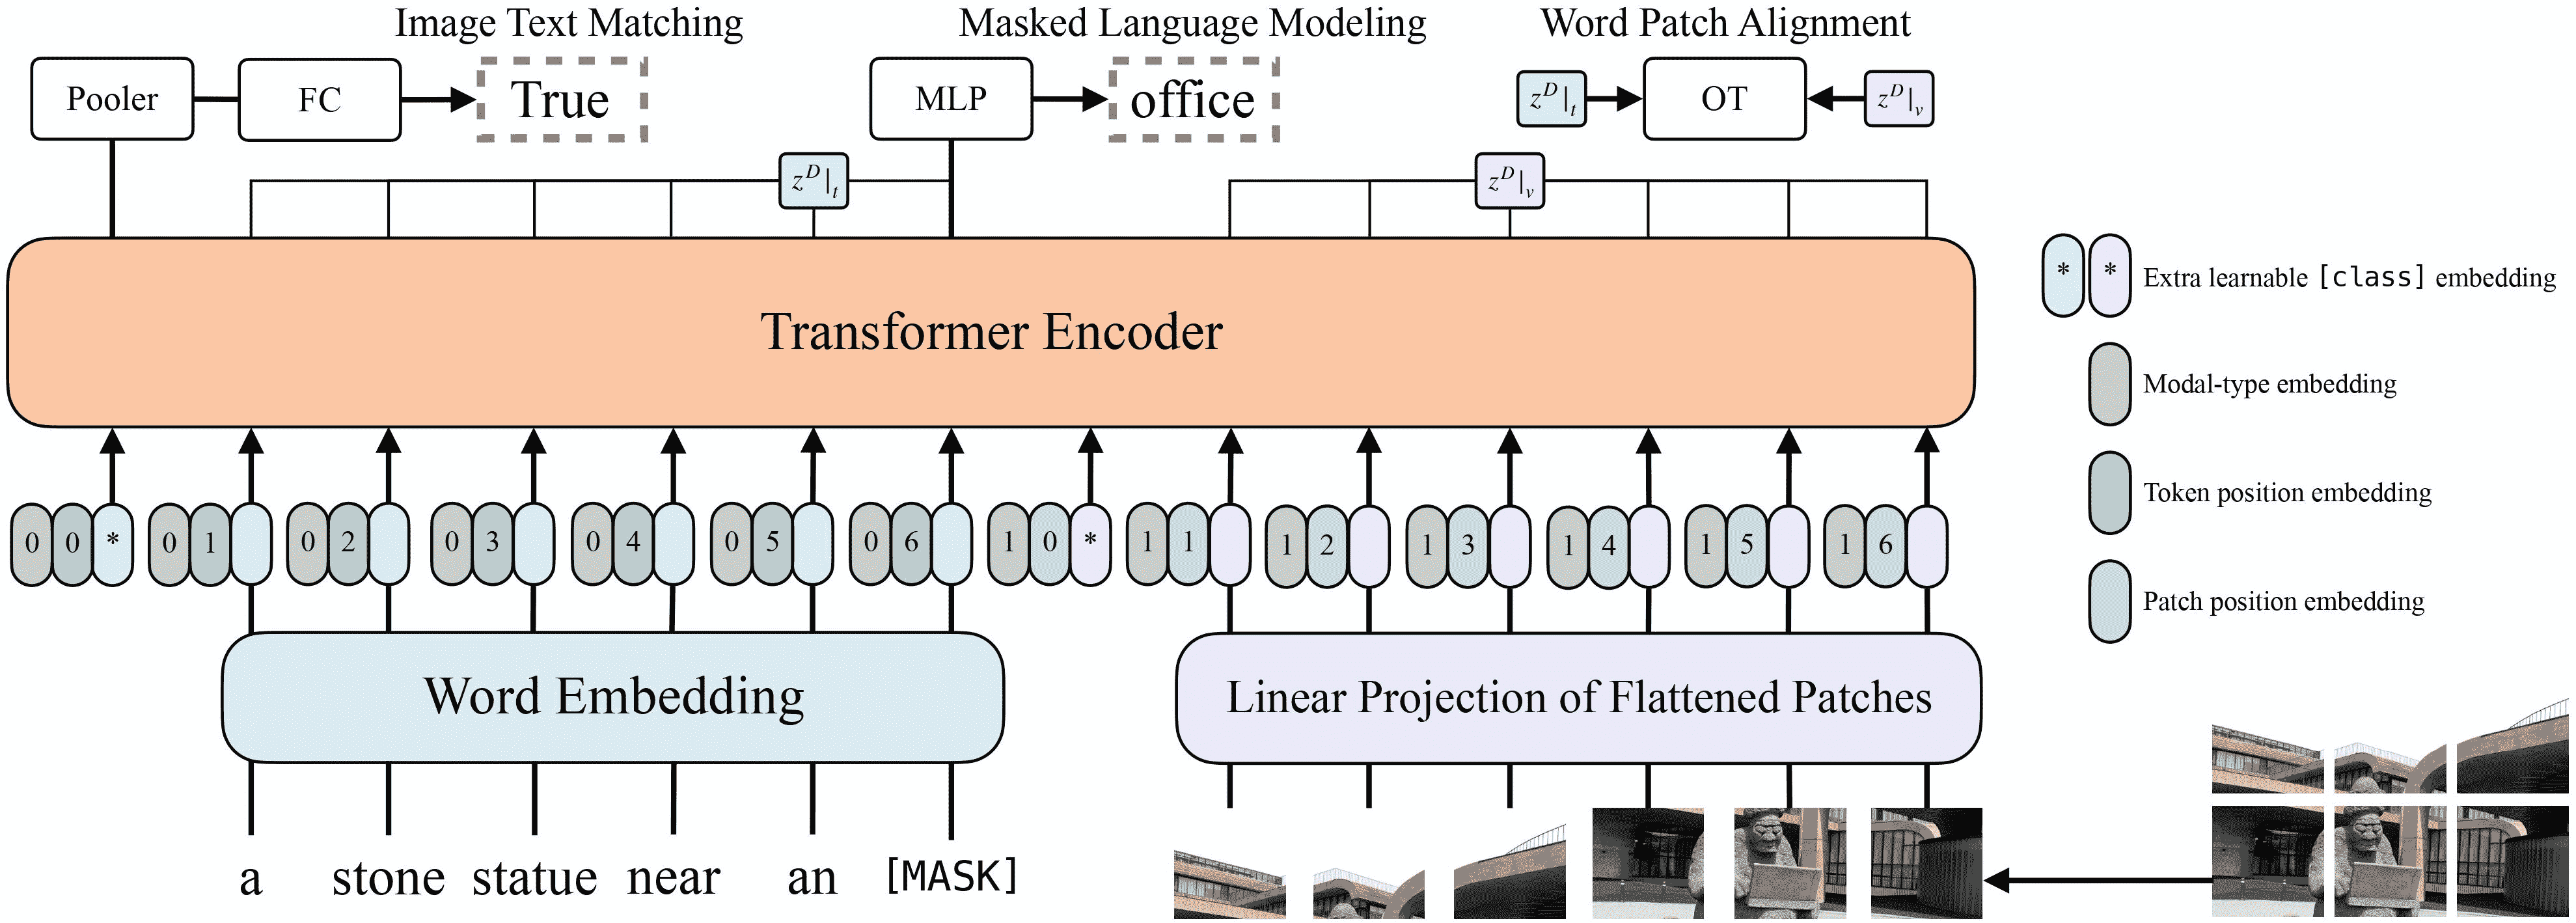 Image Text Matching
Masked Language Modeling
Word Patch Alignment
Pooler
FC
True
MLP
office
z^D|_t
OT
z^D|_v
z^D|_t
z^D|_v
Transformer Encoder
* * Extra learnable [class] embedding
Modal-type embedding
Token position embedding
Patch position embedding
0 0 * 0 1 0 2 0 3 0 4 0 5 0 6 1 0 * 1 1 1 2 1 3 1 4 1 5 1 6
Word Embedding
Linear Projection of Flattened Patches
a stone statue near an [MASK]